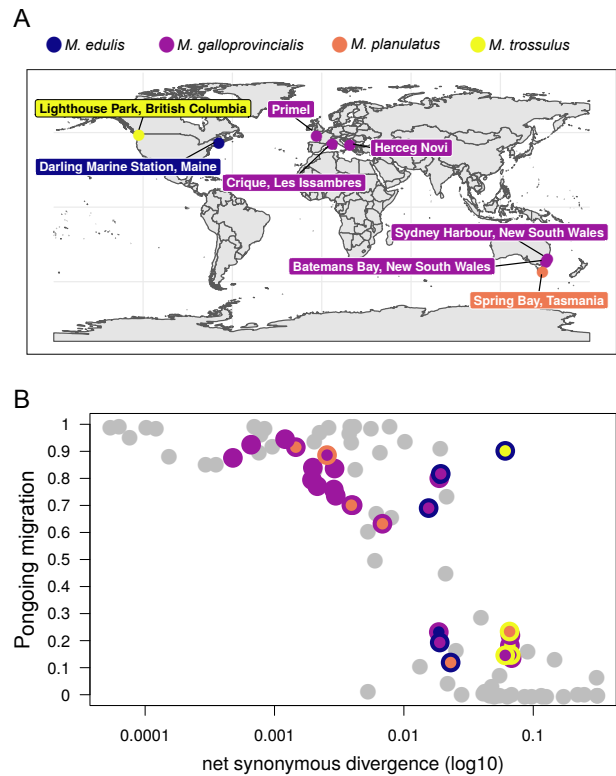 A
M. edulis M. galloprovincialis M. planulatus M. trossulus
Lighthouse Park, British Columbia
Primel
Darling Marine Station, Maine
Herceg Novi
Crique, Les Issambres
Sydney Harbour, New South Wales
Batemans Bay, New South Wales
Spring Bay, Tasmania
B
Pongoing migration
1
0.9
0.8
0.7
0.6
0.5
0.4
0.3
0.2
0.1
0
0.0001 0.001 0.01 0.1
net synonymous divergence (log10)